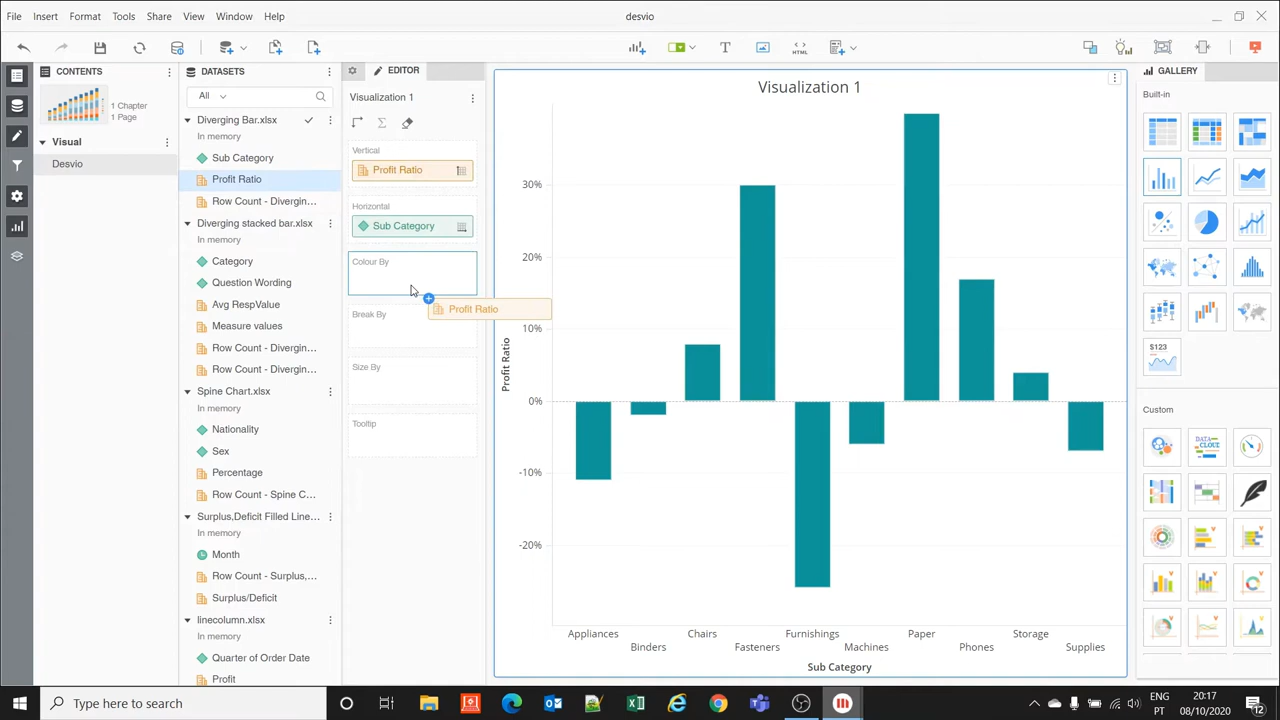 File Insert Format Tools Share View Window Help
desvio
T
HTML
CONTENTS
1 Chapter
1 Page
Visual
Desvio
DATASETS
All
Diverging Bar.xlsx
In memory
Sub Category
Profit Ratio
Row Count - Divergin...
Diverging stacked bar.xlsx
In memory
Category
Question Wording
Avg RespValue
Measure values
Row Count - Divergin...
Row Count - Divergin...
Spine Chart.xlsx
In memory
Nationality
Sex
Percentage
Row Count - Spine C...
Surplus,Deficit Filled Line...
In memory
Month
Row Count - Surplus,...
Surplus/Deficit
linecolumn.xlsx
In memory
Quarter of Order Date
Profit
EDITOR
Visualization 1
Vertical
Profit Ratio
Horizontal
Sub Category
Colour By
Profit Ratio
Break By
Size By
Tooltip
Visualization 1
30%
20%
10%
0%
-10%
-20%
Profit Ratio
Appliances Chairs Furnishings Paper Storage
Binders Fasteners Machines Phones Supplies
Sub Category
GALLERY
Built-in
$123
Custom
DATA
CLOUD
Type here to search
ENG
PT
20:17
08/10/2020